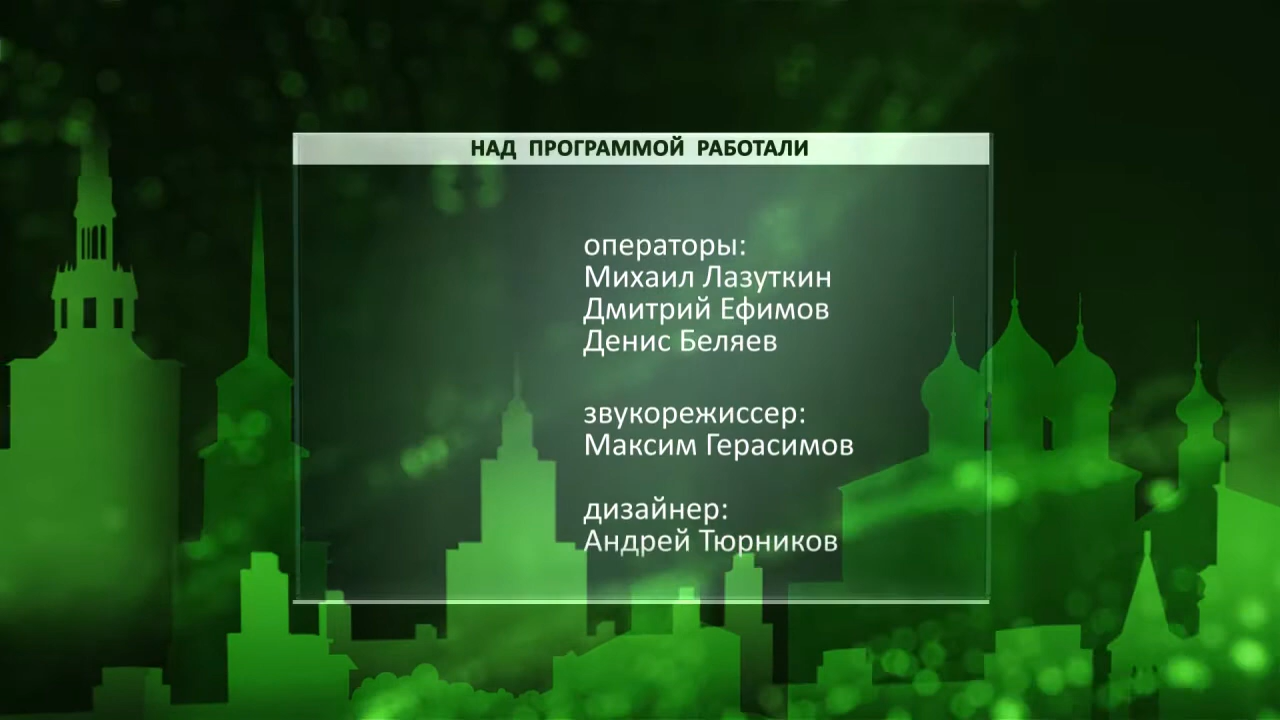 НАД ПРОГРАММОЙ РАБОТАЛИ
операторы:
Михаил Лазуткин
Дмитрий Ефимов
Денис Беляев
звукорежиссер:
Максим Герасимов
дизайнер:
Андрей Тюрников